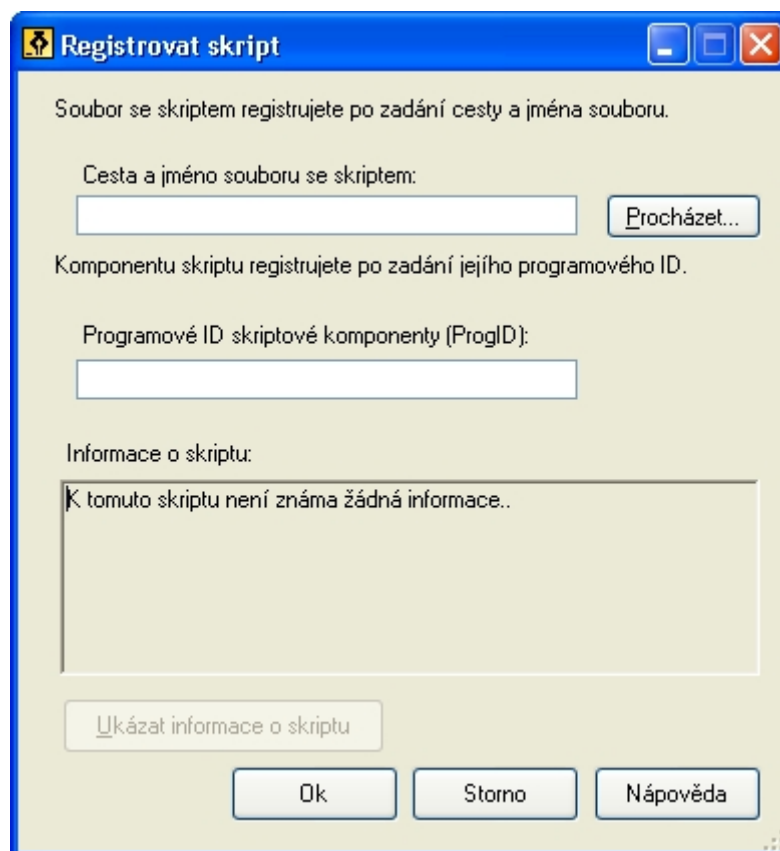 Registrovat skript
Soubor se skriptem registrujete po zadání cesty a jména souboru.
Cesta a jméno souboru se skriptem:
Procházet...
Komponentu skriptu registrujete po zadání jejího programového ID.
Programové ID skriptové komponenty (ProgID):
Informace o skriptu:
K tomuto skriptu není známa žádná informace..
Ukázat informace o skriptu
Ok Storno Nápověda